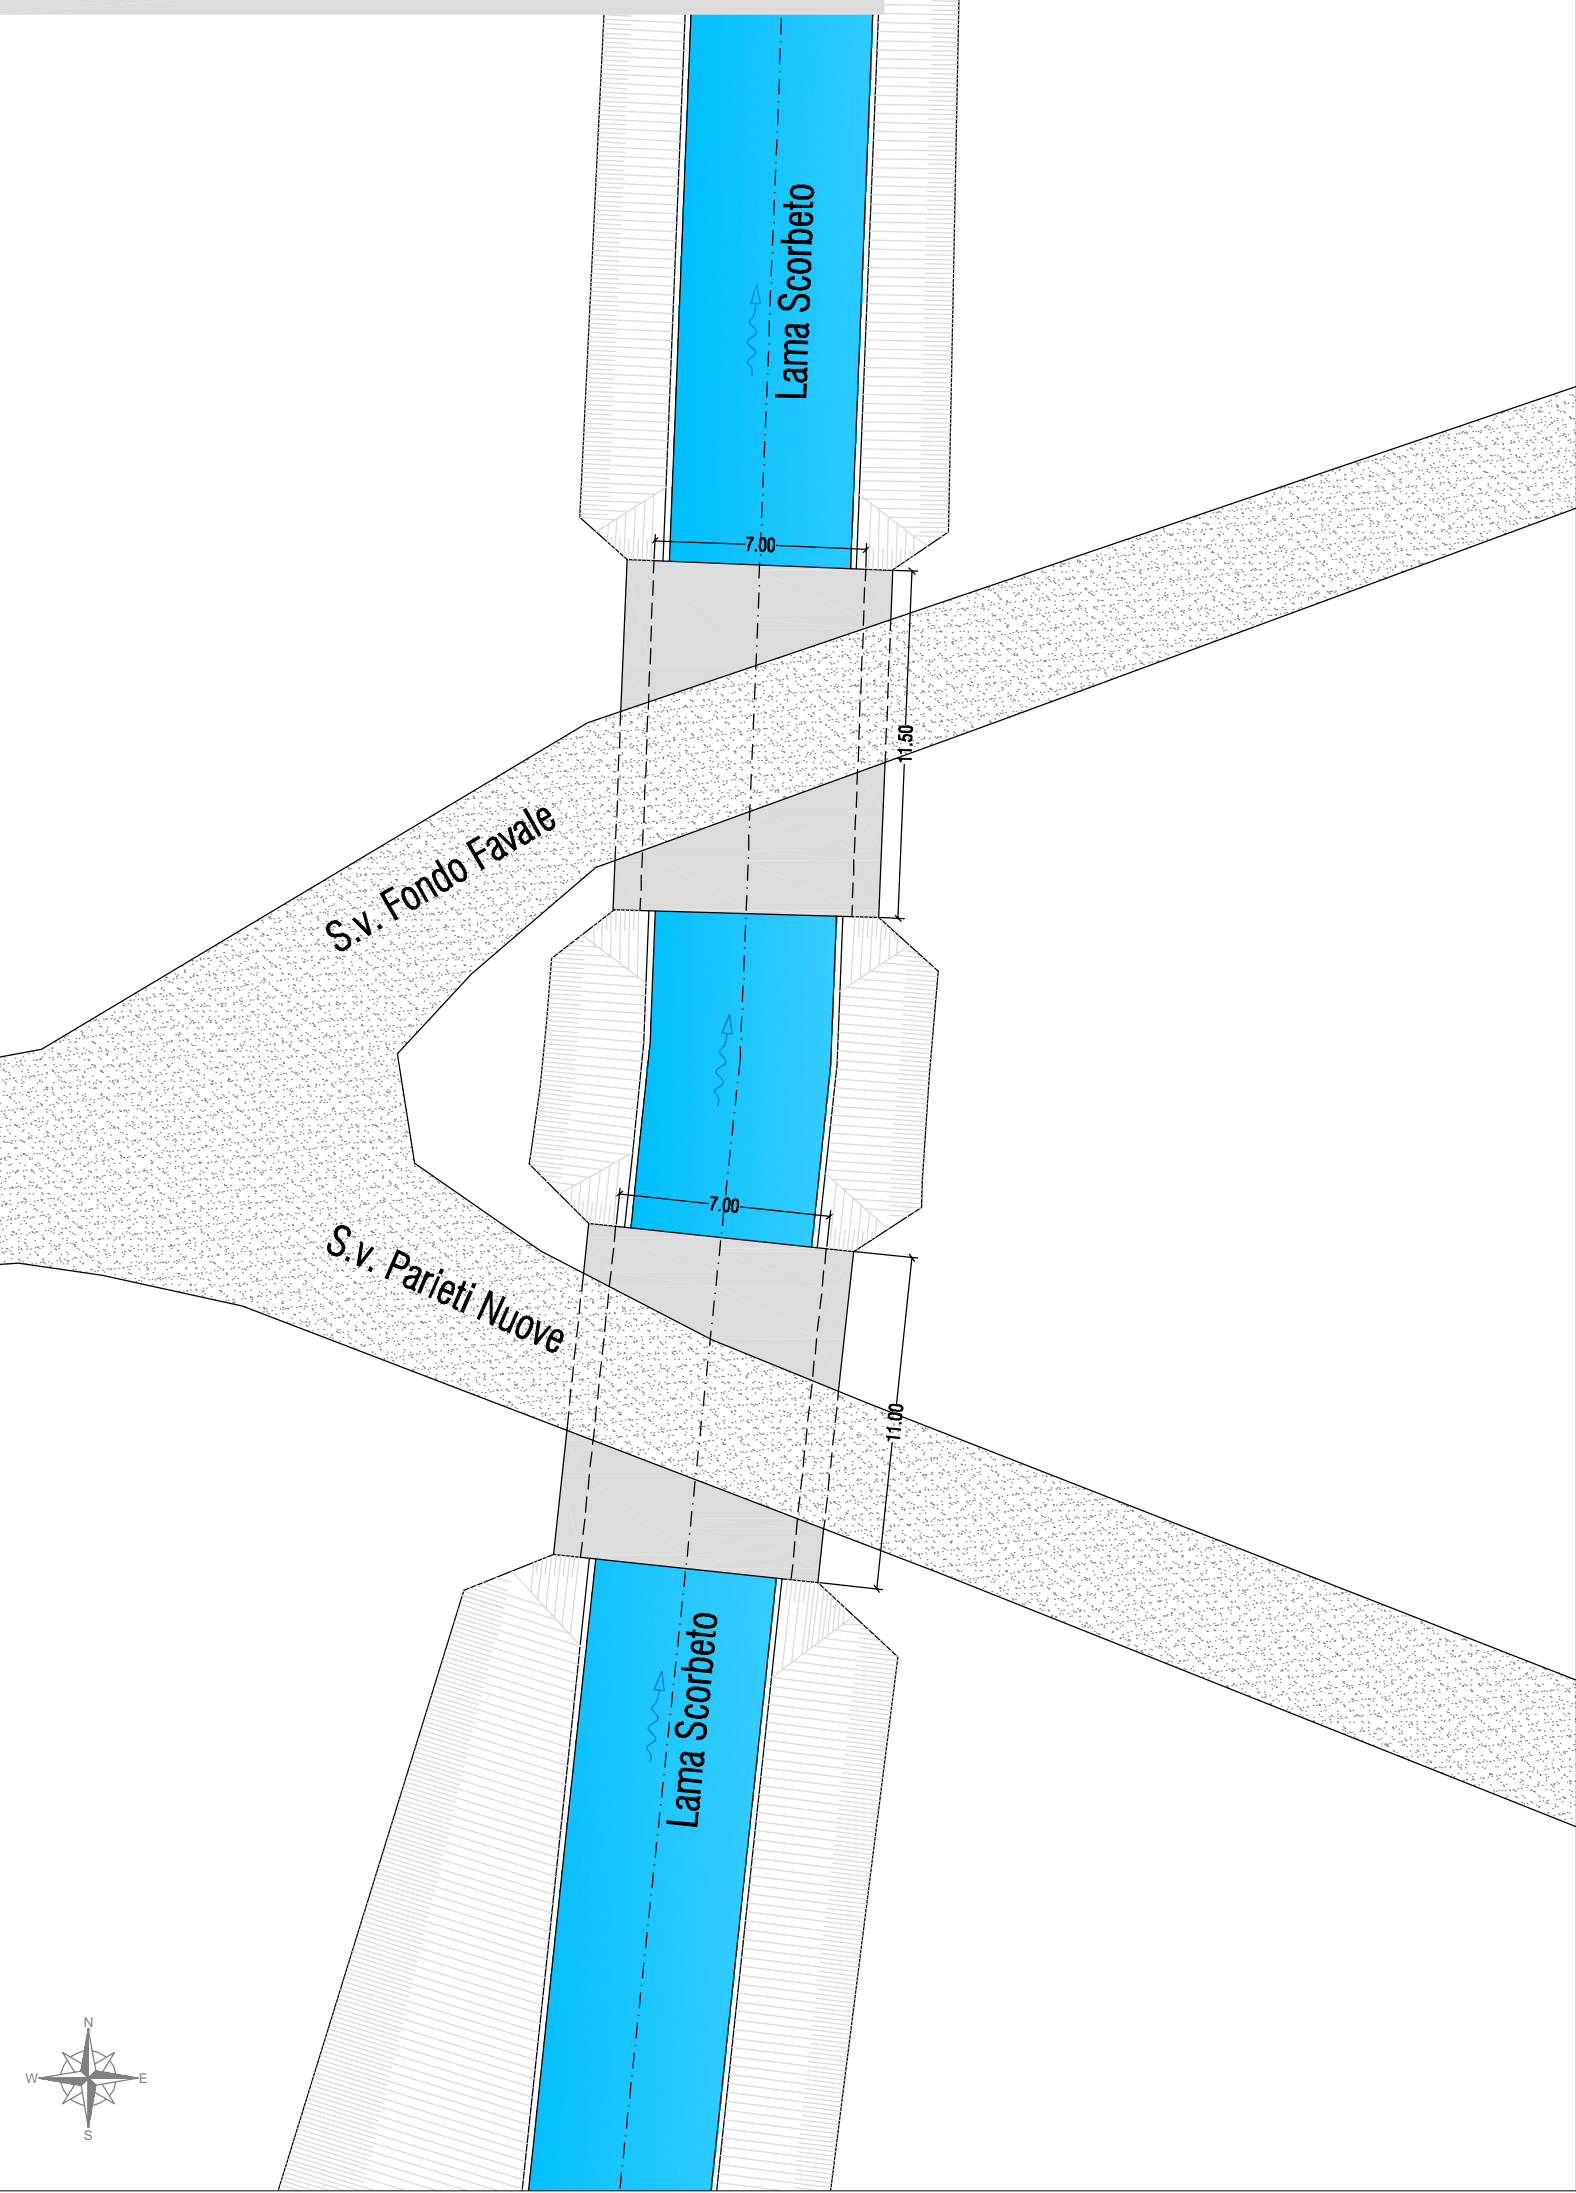 Lama Scorbeto
7.00
11.50
S.v. Fondo Favale
7.00
S.v. Parieti Nuove
11.00
Lama Scorbeto
N
W
E
S